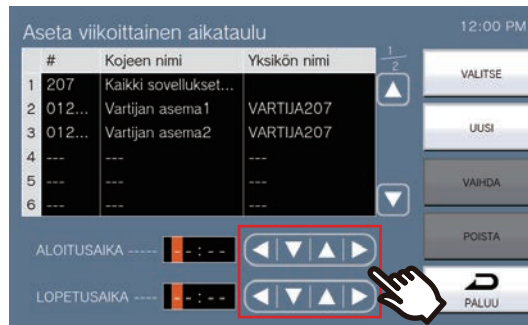 Aseta viikoittainen aikataulu 12:00 PM
# Kojeen nimi Yksikön nimi 1/2
1 207 Kaikki sovellukset...
2 012... Vartijan asema1 VARTIJA207
3 012... Vartijan asema2 VARTIJA207
4 --- --- ---
5 --- --- ---
6 --- --- ---
ALOITUSAIKA ----- - - : - -
LOPETUSAIKA ---- - - : - -
VALITSE
UUSI
VAIHDA
POISTA
PALUU